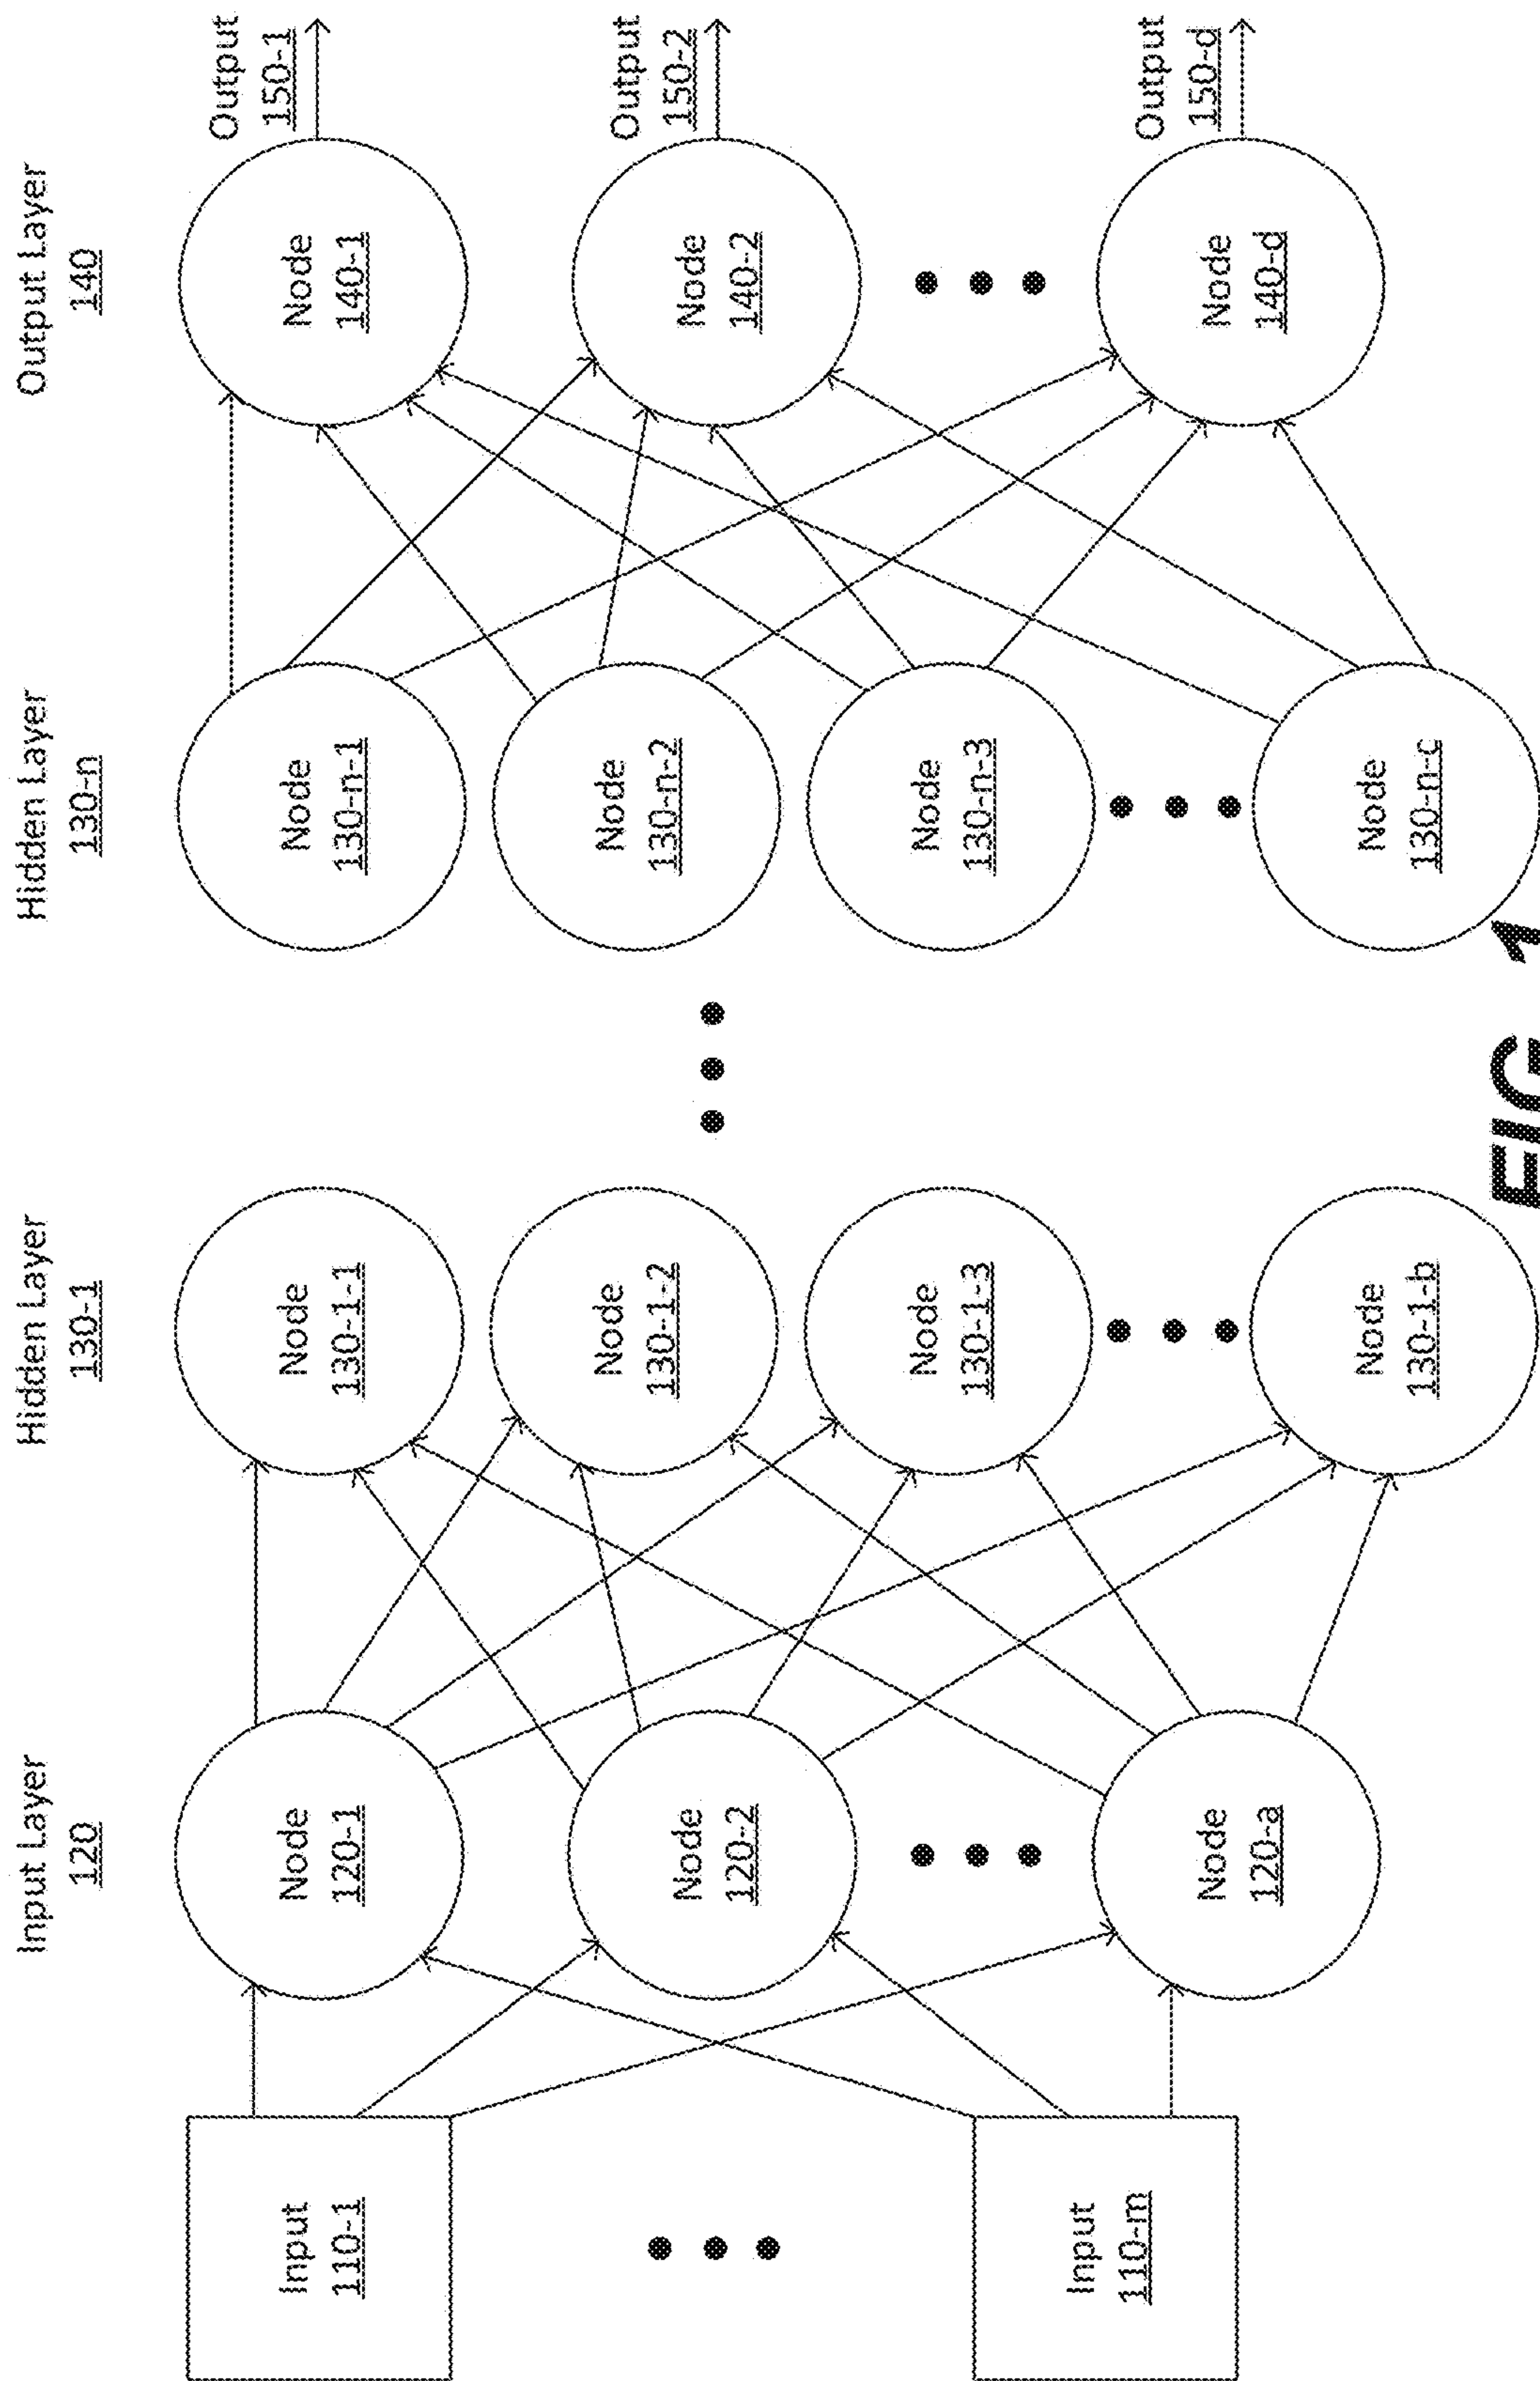 Input Layer
120
Hidden Layer
130-1
Hidden Layer
130-n
Output Layer
140
Input
110-1
Input
110-m
Node
120-1
Node
120-2
Node
120-a
Node
130-1-1
Node
130-1-2
Node
130-1-3
Node
130-1-b
Node
130-n-1
Node
130-n-2
Node
130-n-3
Node
130-n-c
Node
140-1
Node
140-2
Node
140-d
Output
150-1
Output
150-2
Output
150-d
FIG. 1